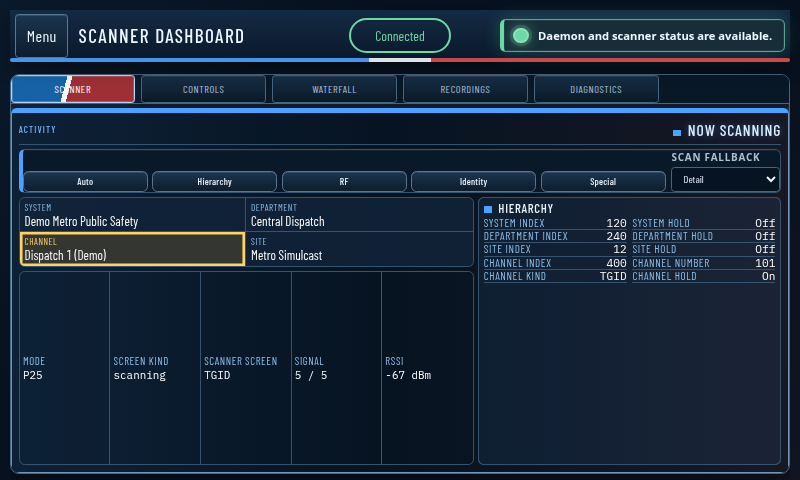 Menu
SCANNER DASHBOARD
Connected
Daemon and scanner status are available.
SCANNER
CONTROLS
WATERFALL
RECORDINGS
DIAGNOSTICS
ACTIVITY
NOW SCANNING
SCAN FALLBACK
Auto
Hierarchy
RF
Identity
Special
Detail
SYSTEM
Demo Metro Public Safety
DEPARTMENT
Central Dispatch
CHANNEL
Dispatch 1 (Demo)
SITE
Metro Simulcast
HIERARCHY
SYSTEM INDEX 120 SYSTEM HOLD Off
DEPARTMENT INDEX 240 DEPARTMENT HOLD Off
SITE INDEX 12 SITE HOLD Off
CHANNEL INDEX 400 CHANNEL NUMBER 101
CHANNEL KIND TGID CHANNEL HOLD On
MODE
P25
SCREEN KIND
scanning
SCANNER SCREEN
TGID
SIGNAL
5 / 5
RSSI
-67 dBm